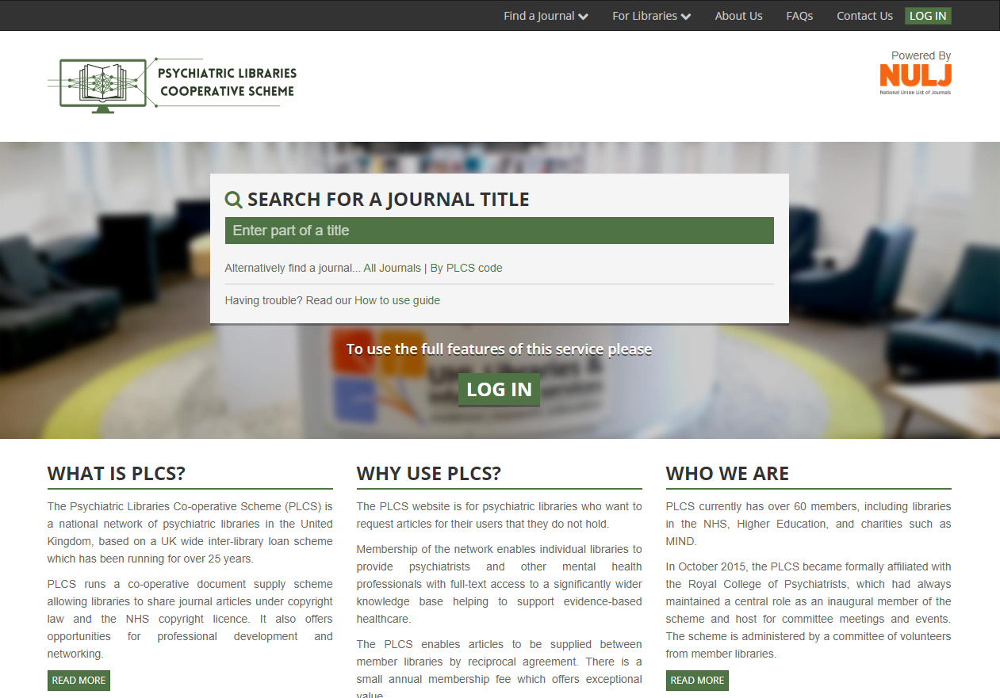 Find a Journal
For Libraries
About Us
FAQs
Contact Us
LOG IN
PSYCHIATRIC LIBRARIES
COOPERATIVE SCHEME
Powered By
NULJ
National Union List of Journals
SEARCH FOR A JOURNAL TITLE
Enter part of a title
Alternatively find a journal... All Journals | By PLCS code
Having trouble? Read our How to use guide
To use the full features of this service please
LOG IN
WHAT IS PLCS?
The Psychiatric Libraries Co-operative Scheme (PLCS) is
a national network of psychiatric libraries in the United
Kingdom, based on a UK wide inter-library loan scheme
which has been running for over 25 years.
PLCS runs a co-operative document supply scheme
allowing libraries to share journal articles under copyright
law and the NHS copyright licence. It also offers
opportunities for professional development and
networking.
READ MORE
WHY USE PLCS?
The PLCS website is for psychiatric libraries who want to
request articles for their users that they do not hold.
Membership of the network enables individual libraries to
provide psychiatrists and other mental health
professionals with full-text access to a significantly wider
knowledge base helping to support evidence-based
healthcare.
The PLCS enables articles to be supplied between
member libraries by reciprocal agreement. There is a
small annual membership fee which offers exceptional
value
WHO WE ARE
PLCS currently has over 60 members, including libraries
in the NHS, Higher Education, and charities such as
MIND.
In October 2015, the PLCS became formally affiliated with
the Royal College of Psychiatrists, which had always
maintained a central role as an inaugural member of the
scheme and host for committee meetings and events.
The scheme is administered by a committee of volunteers
from member libraries.
READ MORE